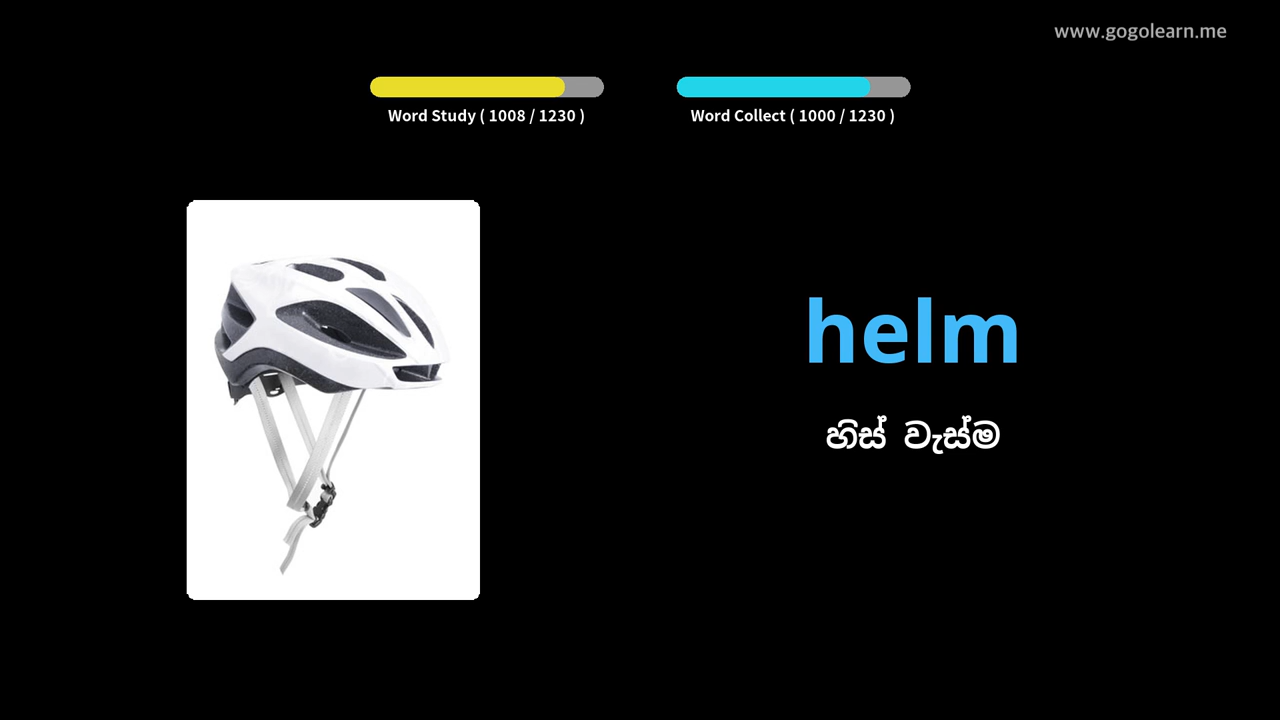 www.gogolearn.me
Word Study ( 1008 / 1230 )
Word Collect ( 1000 / 1230 )
helm
හිස් වැස්ම